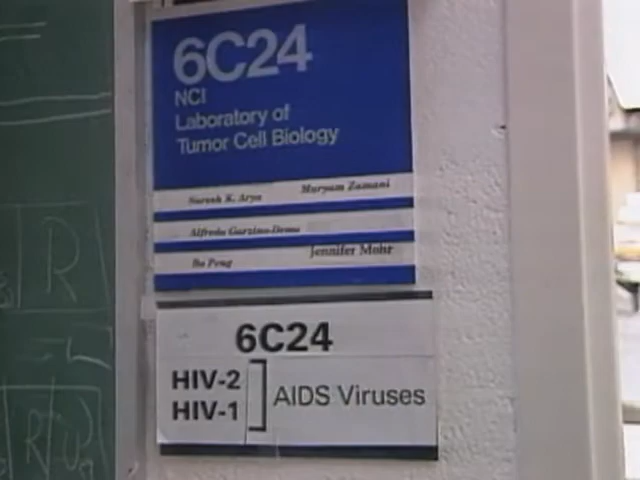 6C24
NCI
Laboratory of
Tumor Cell Biology
Suresh K. Arya Maryam Zamani
Alfredo Garzino-Demo
Bo Peng Jennifer Mohr
6C24
HIV-2
HIV-1 ] AIDS Viruses
R
R